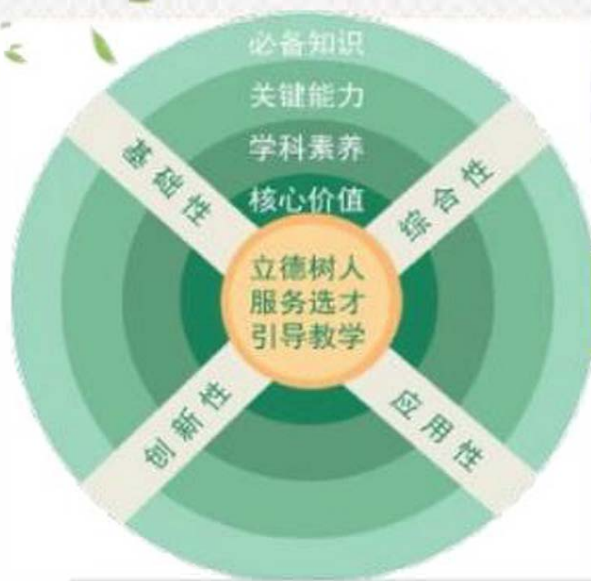 必备知识
关键能力
学科素养
核心价值
基础性
综合性
立德树人
服务选才
引导教学
创新性
应用性